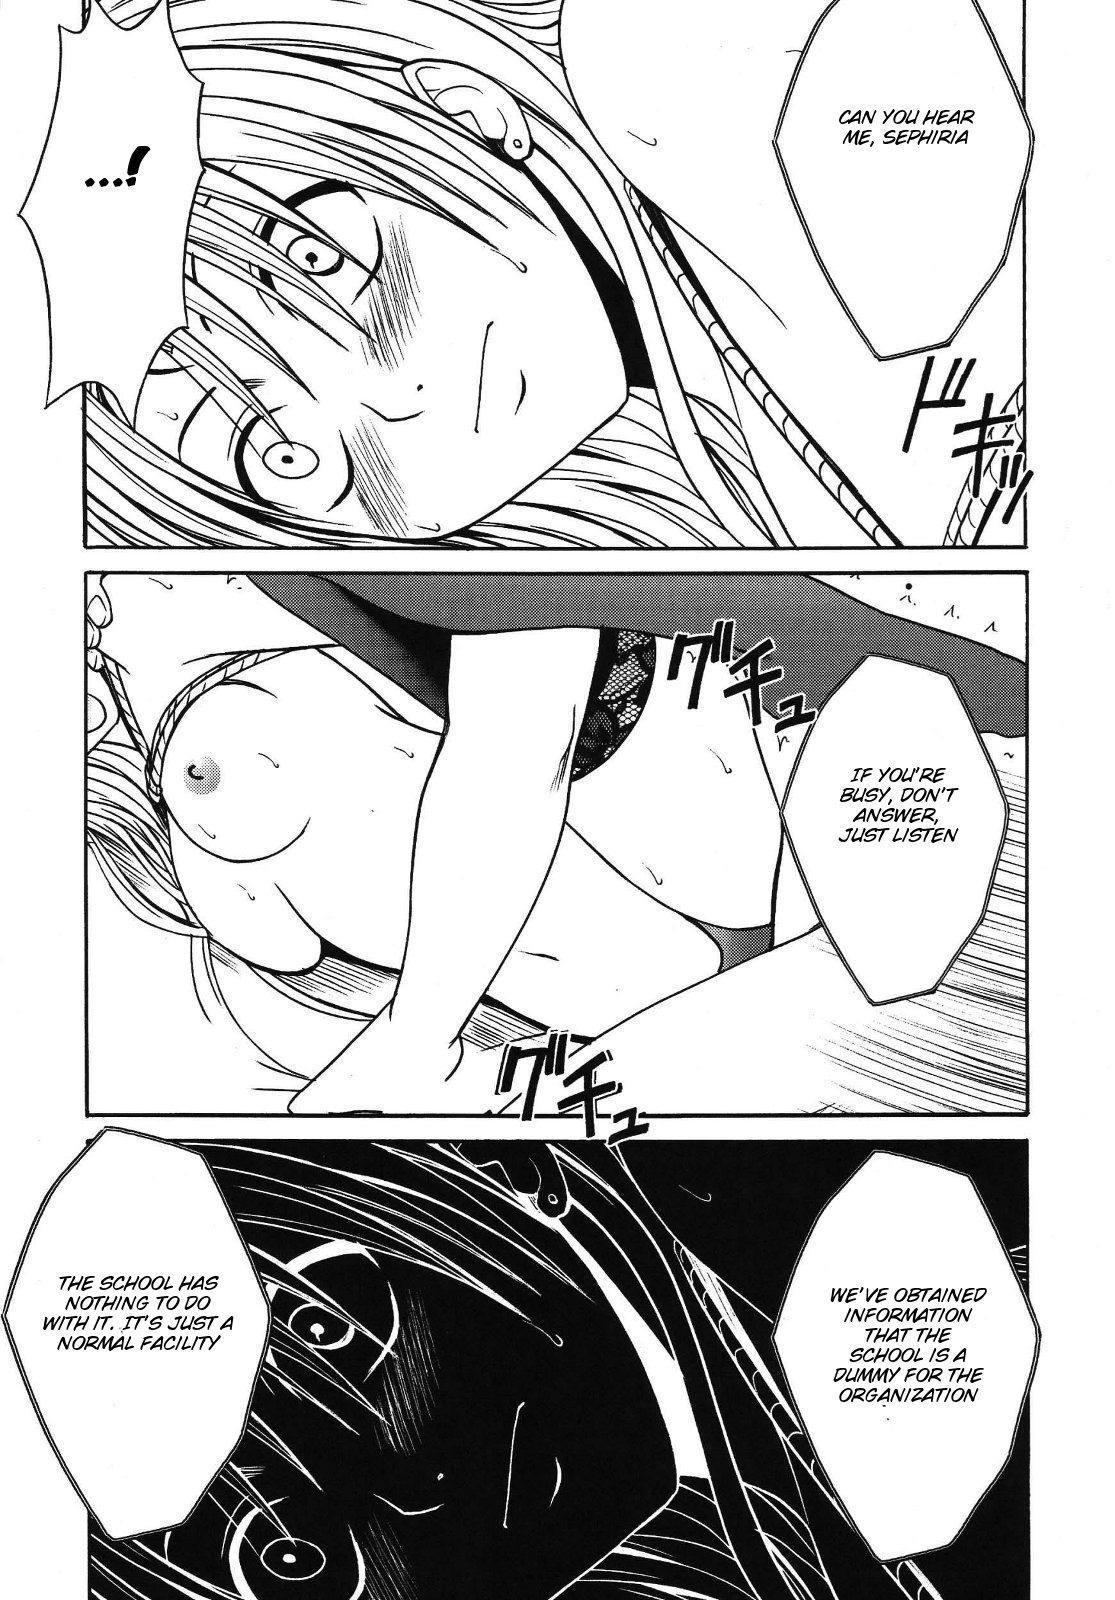 CAN YOU HEAR
ME, SEPHIRIA
....!
ドキッ
グチュ
IF YOU'RE
BUSY, DON'T
ANSWER,
JUST LISTEN
グチュ
WE'VE OBTAINED
INFORMATION
THAT THE
SCHOOL IS A
DUMMY FOR THE
ORGANIZATION
THE SCHOOL HAS
NOTHING TO DO
WITH IT. IT'S JUST A
NORMAL FACILITY